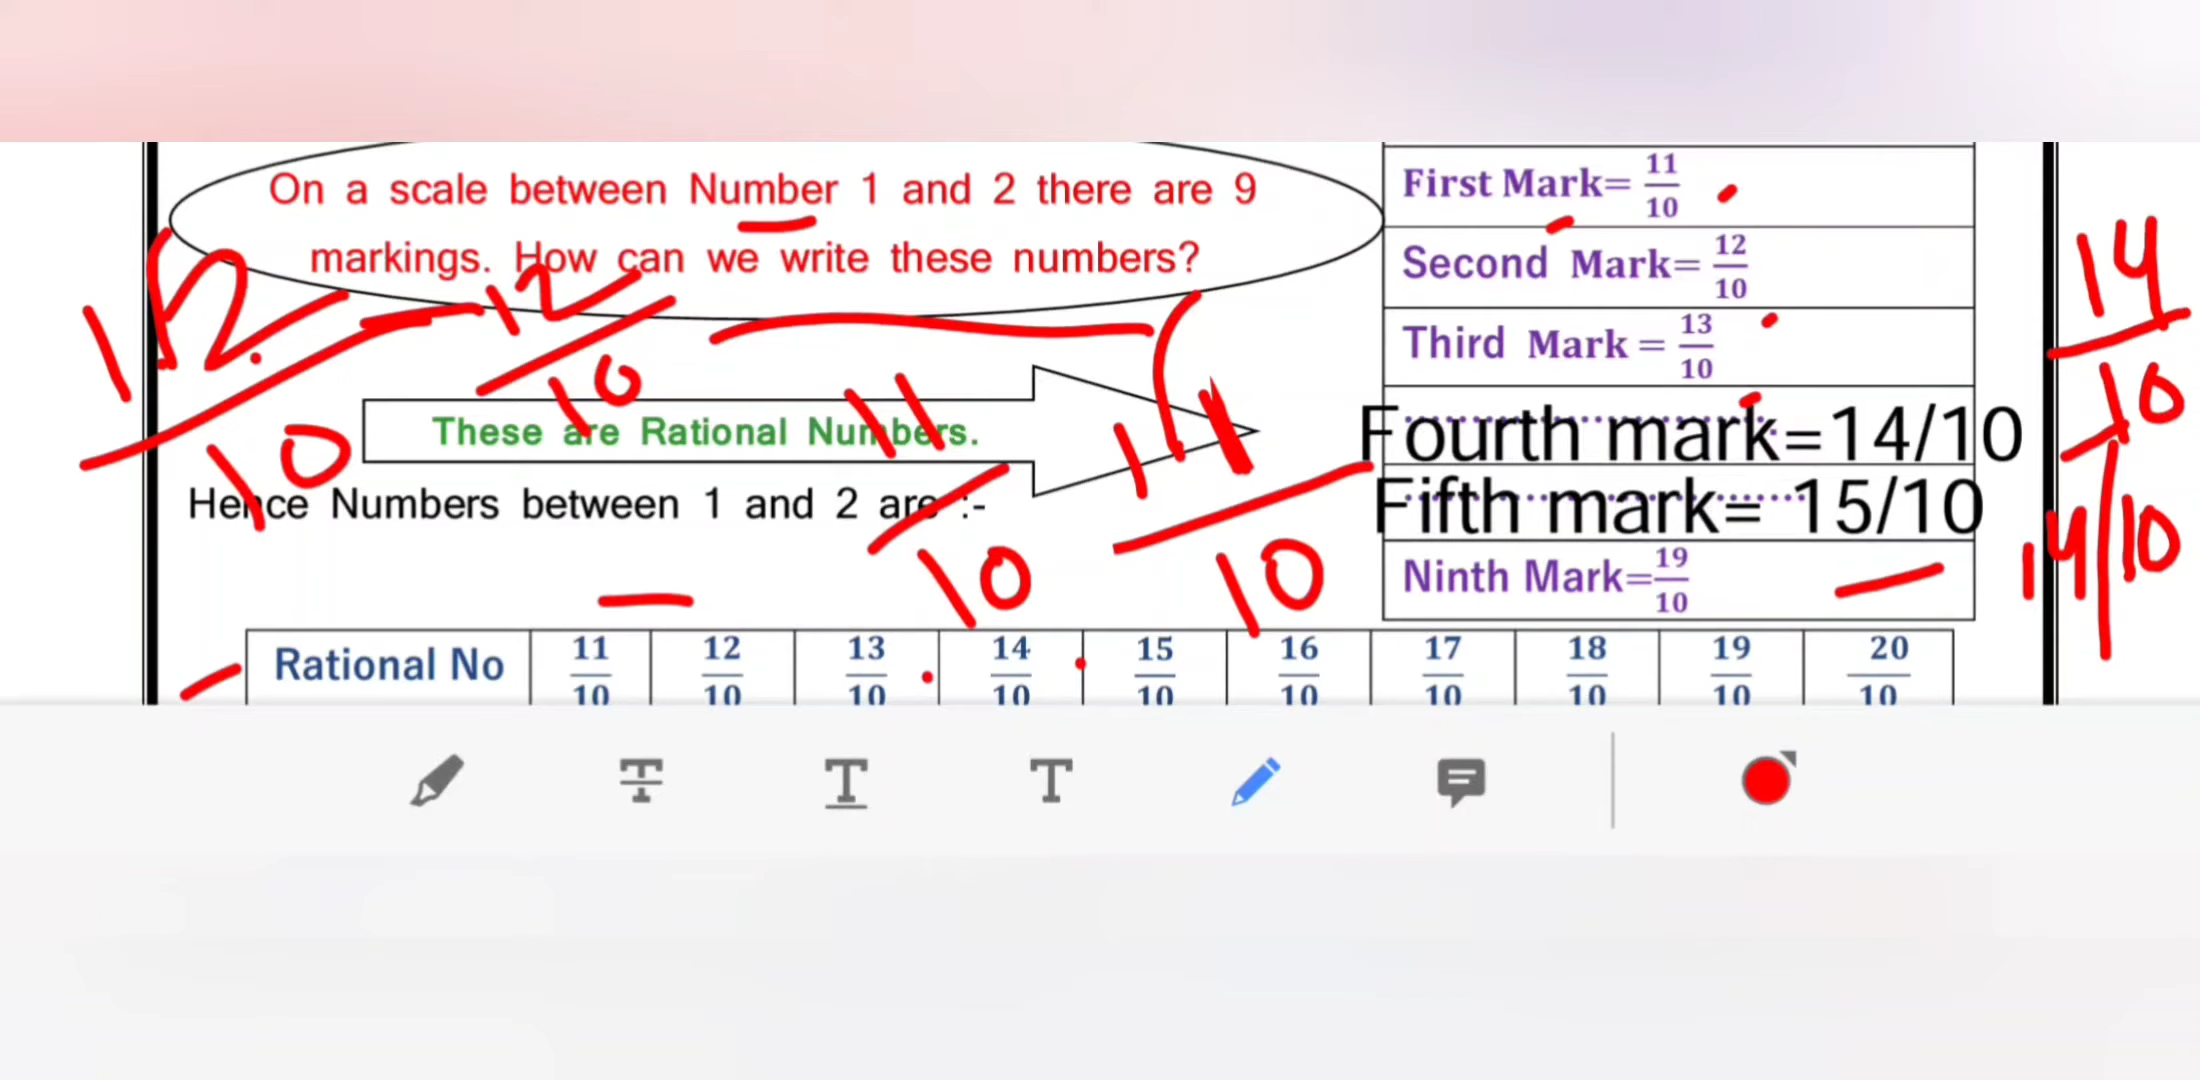 On a scale between Number 1 and 2 there are 9
markings. How can we write these numbers?
These are Rational Numbers.
Hence Numbers between 1 and 2 are :-
First Mark= 11/10
Second Mark= 12/10
Third Mark = 13/10
Fourth mark=14/10
Fifth mark= 15/10
Ninth Mark= 19/10
12/10
12/10
11/10
11/10
14/10
14/10
Rational No 11/10 12/10 13/10 14/10 15/10 16/10 17/10 18/10 19/10 20/10